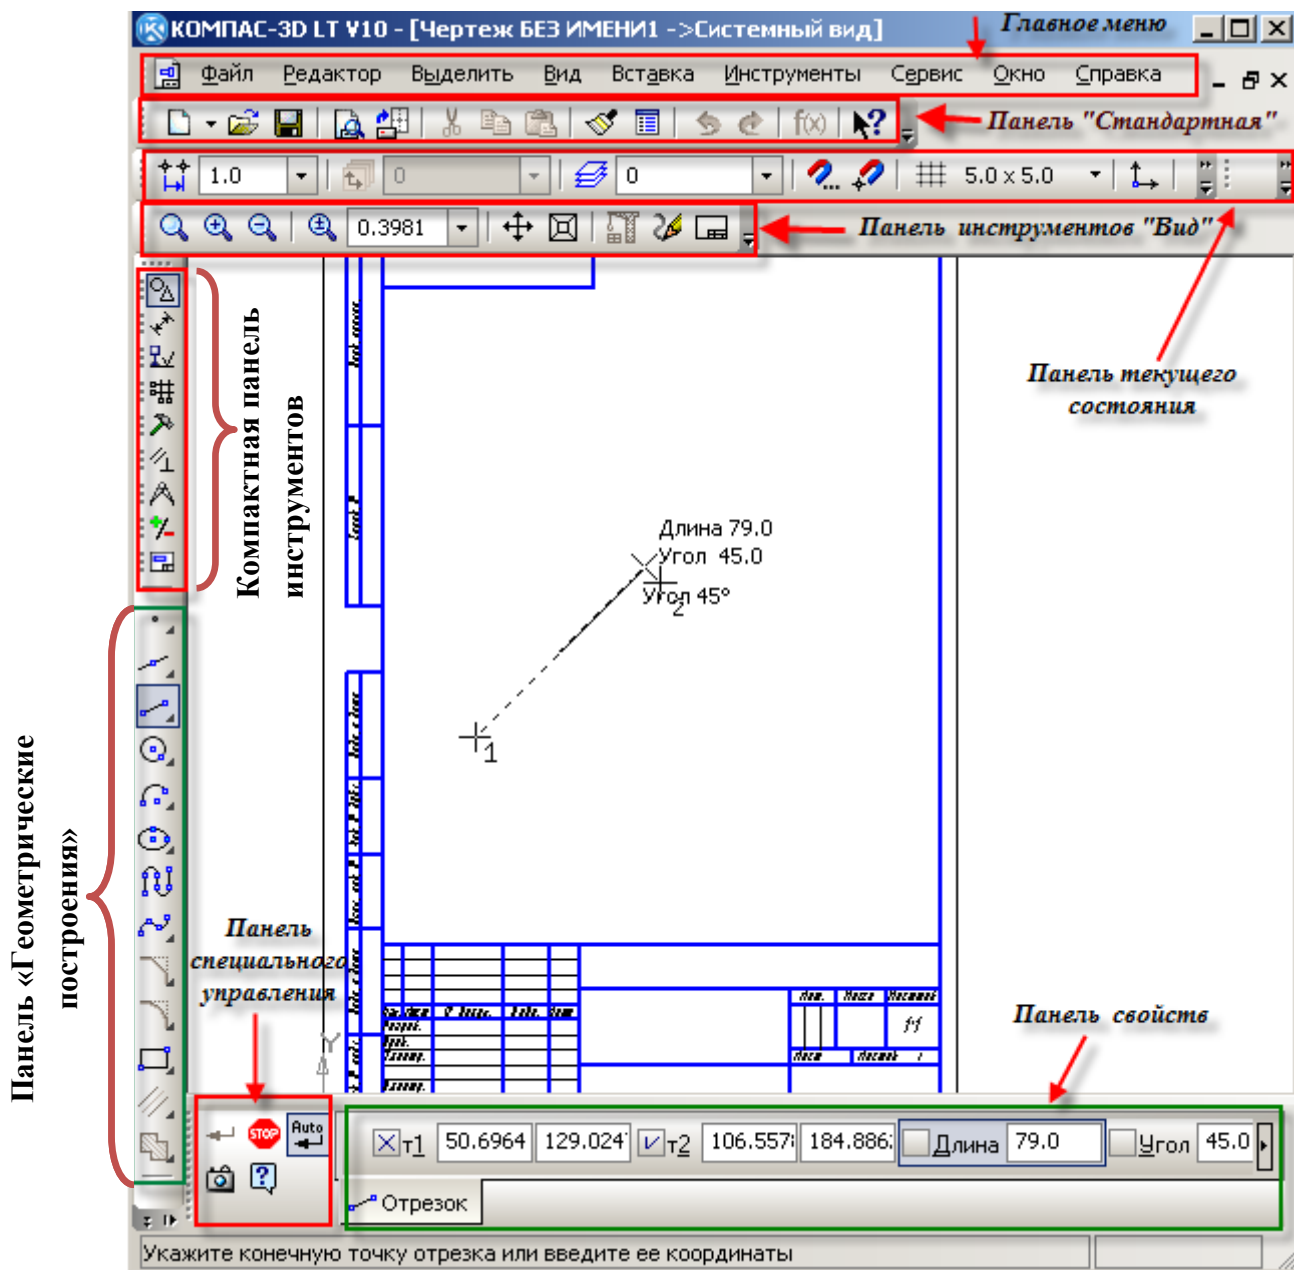 КОМПАС-3D LT V10 - [Чертеж БЕЗ ИМЕНИ1 ->Системный вид]
Главное меню
Файл Редактор Выделить Вид Вставка Инструменты Сервис Окно Справка
Панель "Стандартная"
1.0 0 0 5.0 x 5.0
0.3981
Панель инструментов "Вид"
Компактная панель
инструментов
Панель текущего
состояния
Длина 79.0
Угол 45.0
Угол 45°
2
1
Панель «Геометрические
построения»
Панель
специального
управления
Y
Панель свойств
STOP Auto
т1 50.6964 129.024 т2 106.557 184.886 Длина 79.0 Угол 45.0
Отрезок
Укажите конечную точку отрезка или введите ее координаты